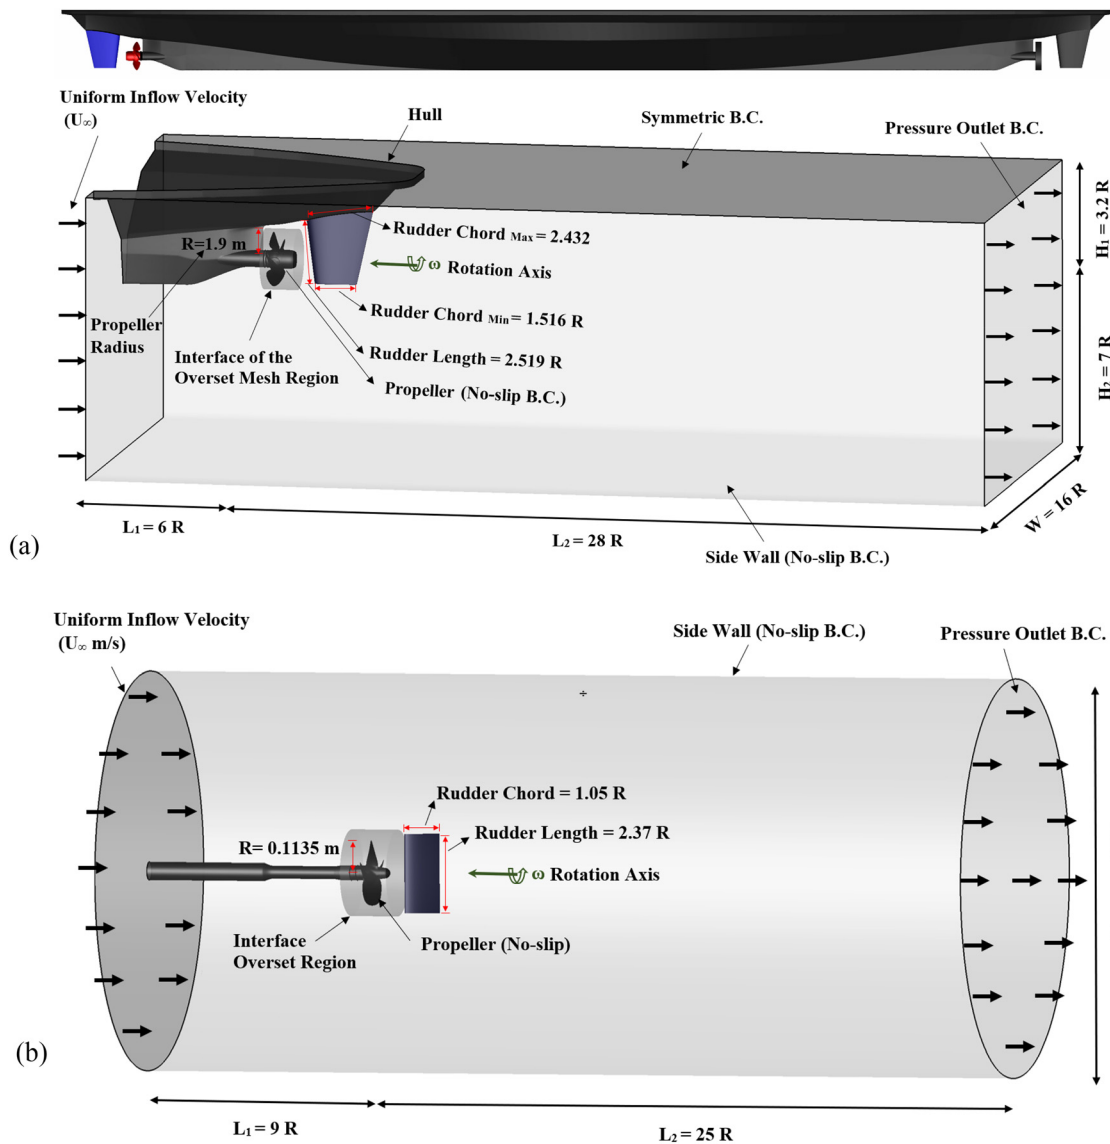 Uniform Inflow Velocity
(U∞)
Hull
Symmetric B.C.
Pressure Outlet B.C.
R=1.9 m
Rudder Chord Max = 2.432
ω Rotation Axis
H₁ = 3.2 R
Propeller
Radius
Rudder Chord Min = 1.516 R
Interface of the
Overset Mesh Region
Rudder Length = 2.519 R
Propeller (No-slip B.C.)
H₂ = 7 R
W = 16 R
L₁ = 6 R
L₂ = 28 R
Side Wall (No-slip B.C.)
(a)
Uniform Inflow Velocity
(U∞ m/s)
Side Wall (No-slip B.C.)
Pressure Outlet B.C.
÷
Rudder Chord = 1.05 R
Rudder Length = 2.37 R
R= 0.1135 m
ω Rotation Axis
Interface
Overset Region
Propeller (No-slip)
(b)
L₁ = 9 R
L₂ = 25 R